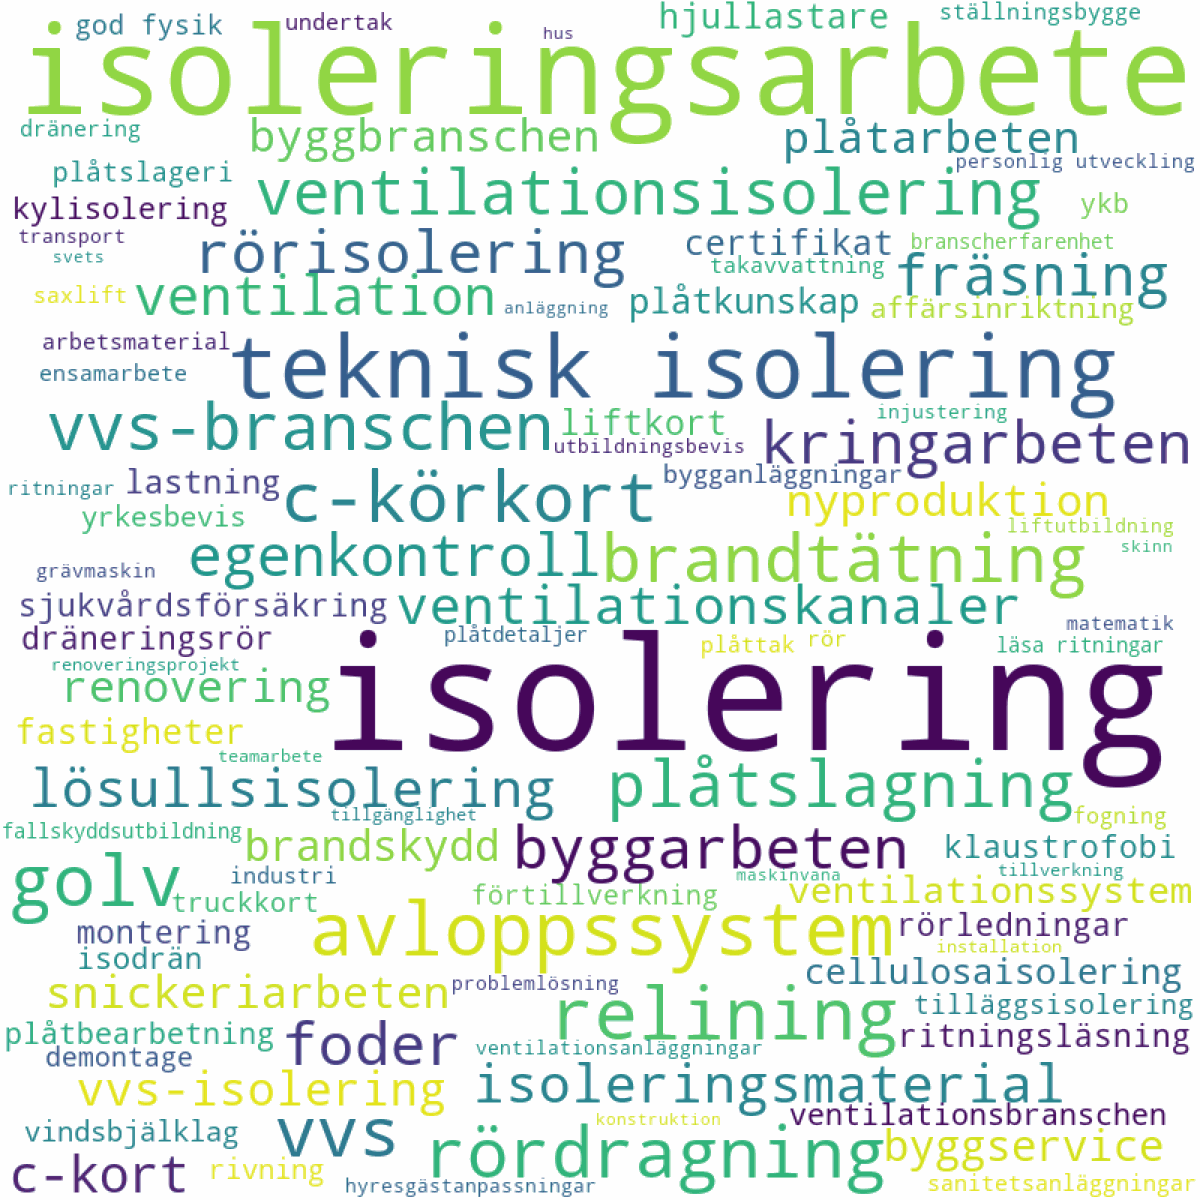 god fysik
undertak
hus
hjullastare
ställningsbygge
isoleringsarbete
dränering
byggbranschen
plåtarbeten
personlig utveckling
plåtslageri
ventilationsisolering
ykb
kylisolering
transport
svets
rörisolering
certifikat
branscherfarenhet
takavvattning
fräsning
saxlift
ventilation
anläggning
plåtkunskap
affärsinriktning
arbetsmaterial
ensamarbete
teknisk isolering
vvs-branschen
liftkort
injustering
utbildningsbevis
kringarbeten
ritningar
lastning
c-körkort
bygganläggningar
nyproduktion
yrkesbevis
liftutbildning
skinn
egenkontroll
brandtätning
grävmaskin
sjukvårdsförsäkring
ventilationskanaler
matematik
dräneringsrör
plåtdetaljer
plåttak
rör
läsa ritningar
renoveringsprojekt
renovering
isolering
fastigheter
teamarbete
lösullsisolering
plåtslagning
tillgänglighet
fogning
fallskyddsutbildning
brandskydd
byggarbeten
klaustrofobi
golv
industri
maskinvana
tillverkning
truckkort
förtillverkning
ventilationssystem
montering
avloppssystem
rörledningar
isodrän
installation
cellulosaisolering
snickeriarbeten
problemlösning
relining
tilläggsisolering
plåtbearbetning
foder
ritningsläsning
demontage
ventilationsanläggningar
vvs-isolering
isoleringsmaterial
konstruktion
ventilationsbranschen
vindsbjälklag
vvs
rördragning
byggservice
c-kort
rivning
hyresgästanpassningar
sanitetsanläggningar